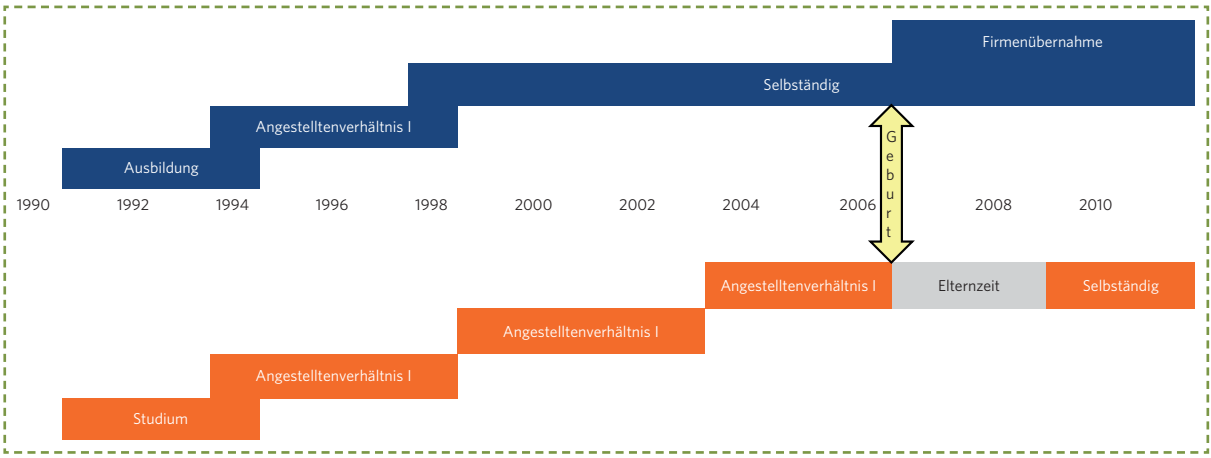 Firmenübernahme
Selbständig
Angestelltenverhältnis I
Ausbildung
1990 1992 1994 1996 1998 2000 2002 2004 2006 2008 2010
Geburt
Angestelltenverhältnis I Elternzeit Selbständig
Angestelltenverhältnis I
Angestelltenverhältnis I
Studium